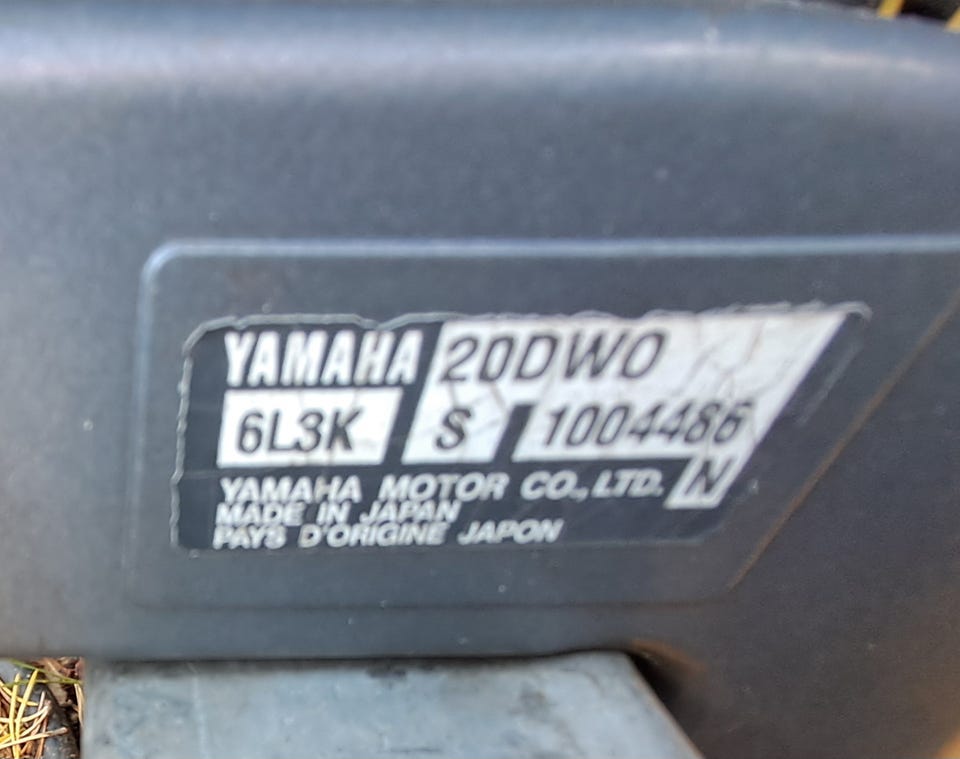 YAMAHA 20DWO
6L3K S 1004486
N
YAMAHA MOTOR CO., LTD.
MADE IN JAPAN
PAYS D'ORIGINE JAPON